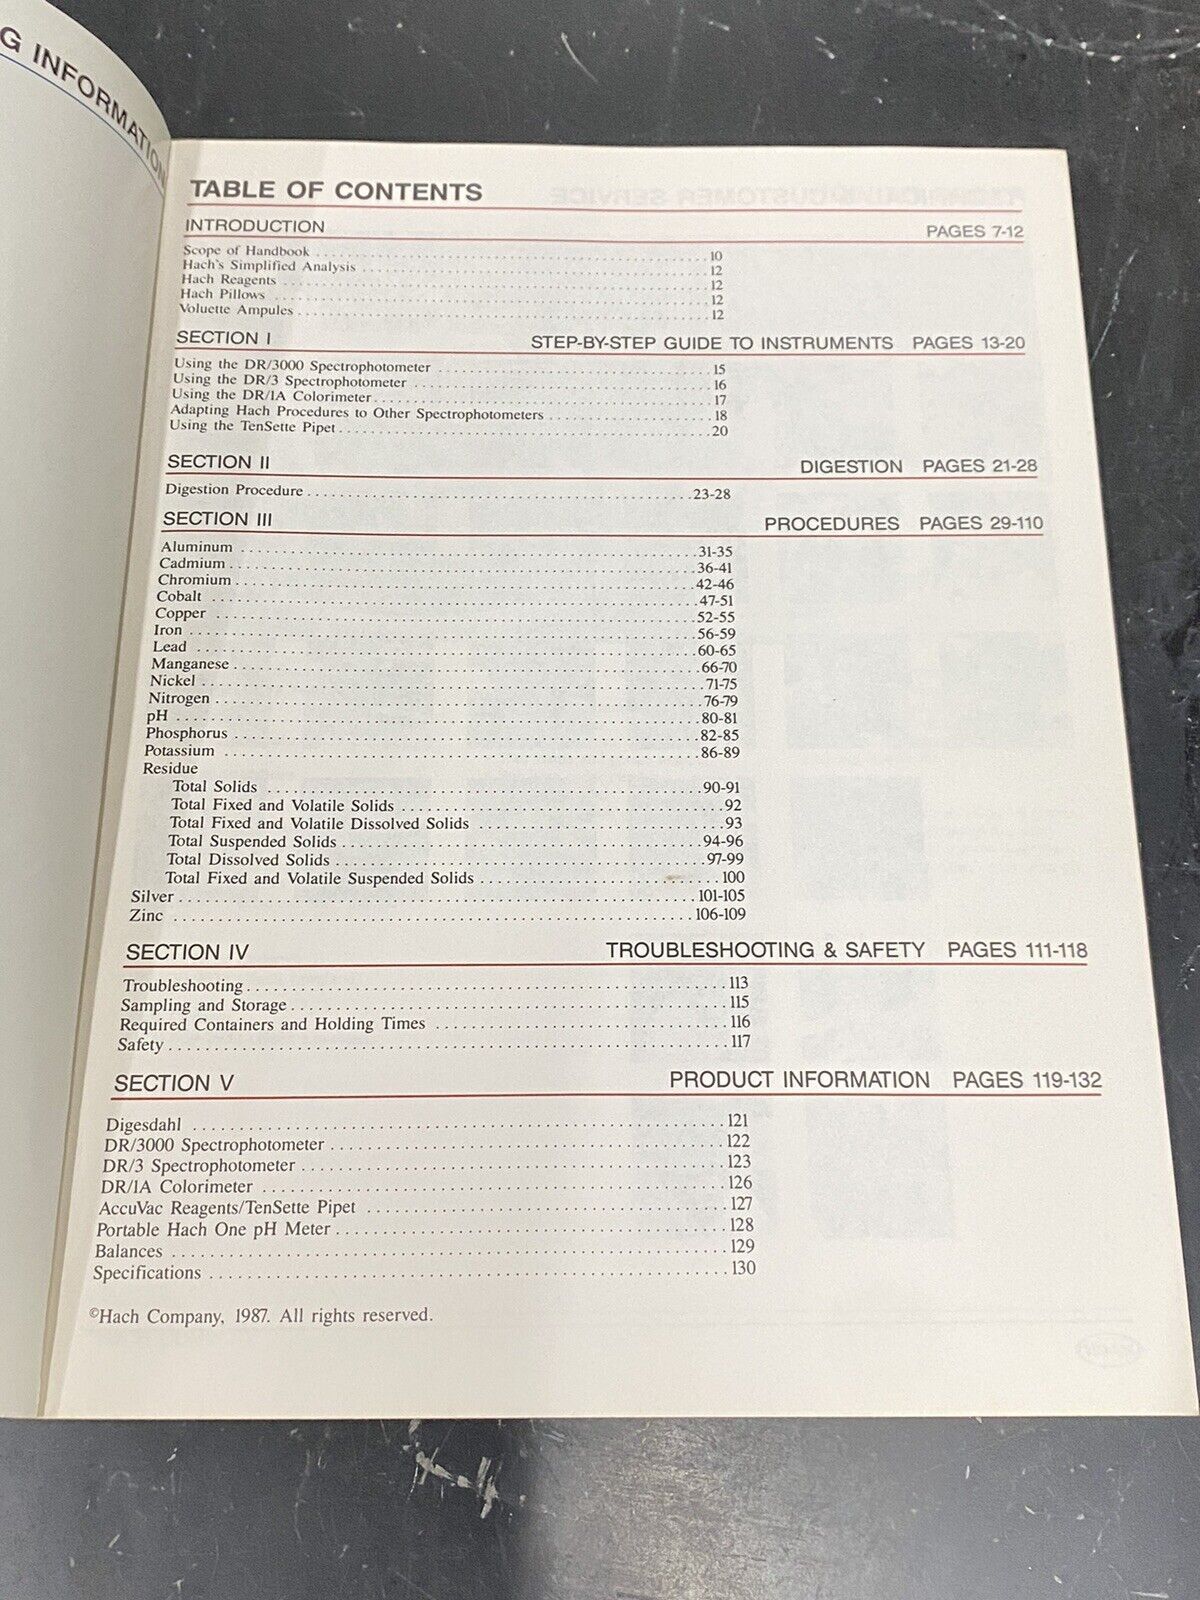 G INFORMATION
TABLE OF CONTENTS
INTRODUCTION PAGES 7-12
Scope of Handbook 10
Hach's Simplified Analysis 12
Hach Reagents 12
Hach Pillows 12
Voluette Ampules 12
SECTION I STEP-BY-STEP GUIDE TO INSTRUMENTS PAGES 13-20
Using the DR/3000 Spectrophotometer 15
Using the DR/3 Spectrophotometer 16
Using the DR/1A Colorimeter 17
Adapting Hach Procedures to Other Spectrophotometers 18
Using the TenSette Pipet 20
SECTION II DIGESTION PAGES 21-28
Digestion Procedure 23-28
SECTION III PROCEDURES PAGES 29-110
Aluminum 31-35
Cadmium 36-41
Chromium 42-46
Cobalt 47-51
Copper 52-55
Iron 56-59
Lead 60-65
Manganese 66-70
Nickel 71-75
Nitrogen 76-79
pH 80-81
Phosphorus 82-85
Potassium 86-89
Residue
Total Solids 90-91
Total Fixed and Volatile Solids 92
Total Fixed and Volatile Dissolved Solids 93
Total Suspended Solids 94-96
Total Dissolved Solids 97-99
Total Fixed and Volatile Suspended Solids 100
Silver 101-105
Zinc 106-109
SECTION IV TROUBLESHOOTING & SAFETY PAGES 111-118
Troubleshooting 113
Sampling and Storage 115
Required Containers and Holding Times 116
Safety 117
SECTION V PRODUCT INFORMATION PAGES 119-132
Digesdahl 121
DR/3000 Spectrophotometer 122
DR/3 Spectrophotometer 123
DR/1A Colorimeter 126
AccuVac Reagents/TenSette Pipet 127
Portable Hach One pH Meter 128
Balances 129
Specifications 130
©Hach Company, 1987. All rights reserved.